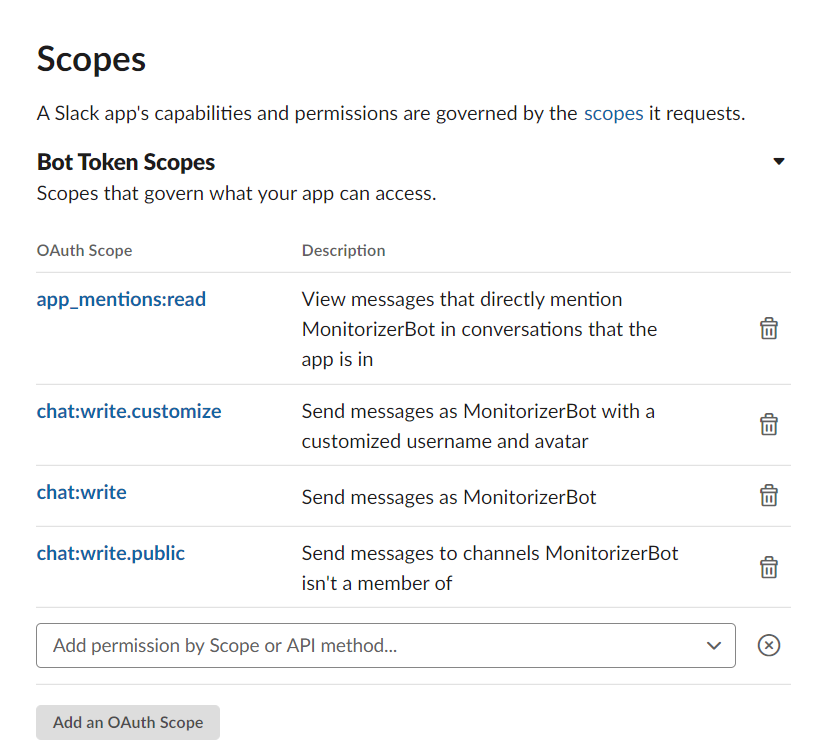 Scopes
A Slack app's capabilities and permissions are governed by the scopes it requests.
Bot Token Scopes
Scopes that govern what your app can access.
OAuth Scope Description
app_mentions:read View messages that directly mention
MonitorizerBot in conversations that the
app is in
chat:write.customize Send messages as MonitorizerBot with a
customized username and avatar
chat:write Send messages as MonitorizerBot
chat:write.public Send messages to channels MonitorizerBot
isn't a member of
Add permission by Scope or API method...
Add an OAuth Scope